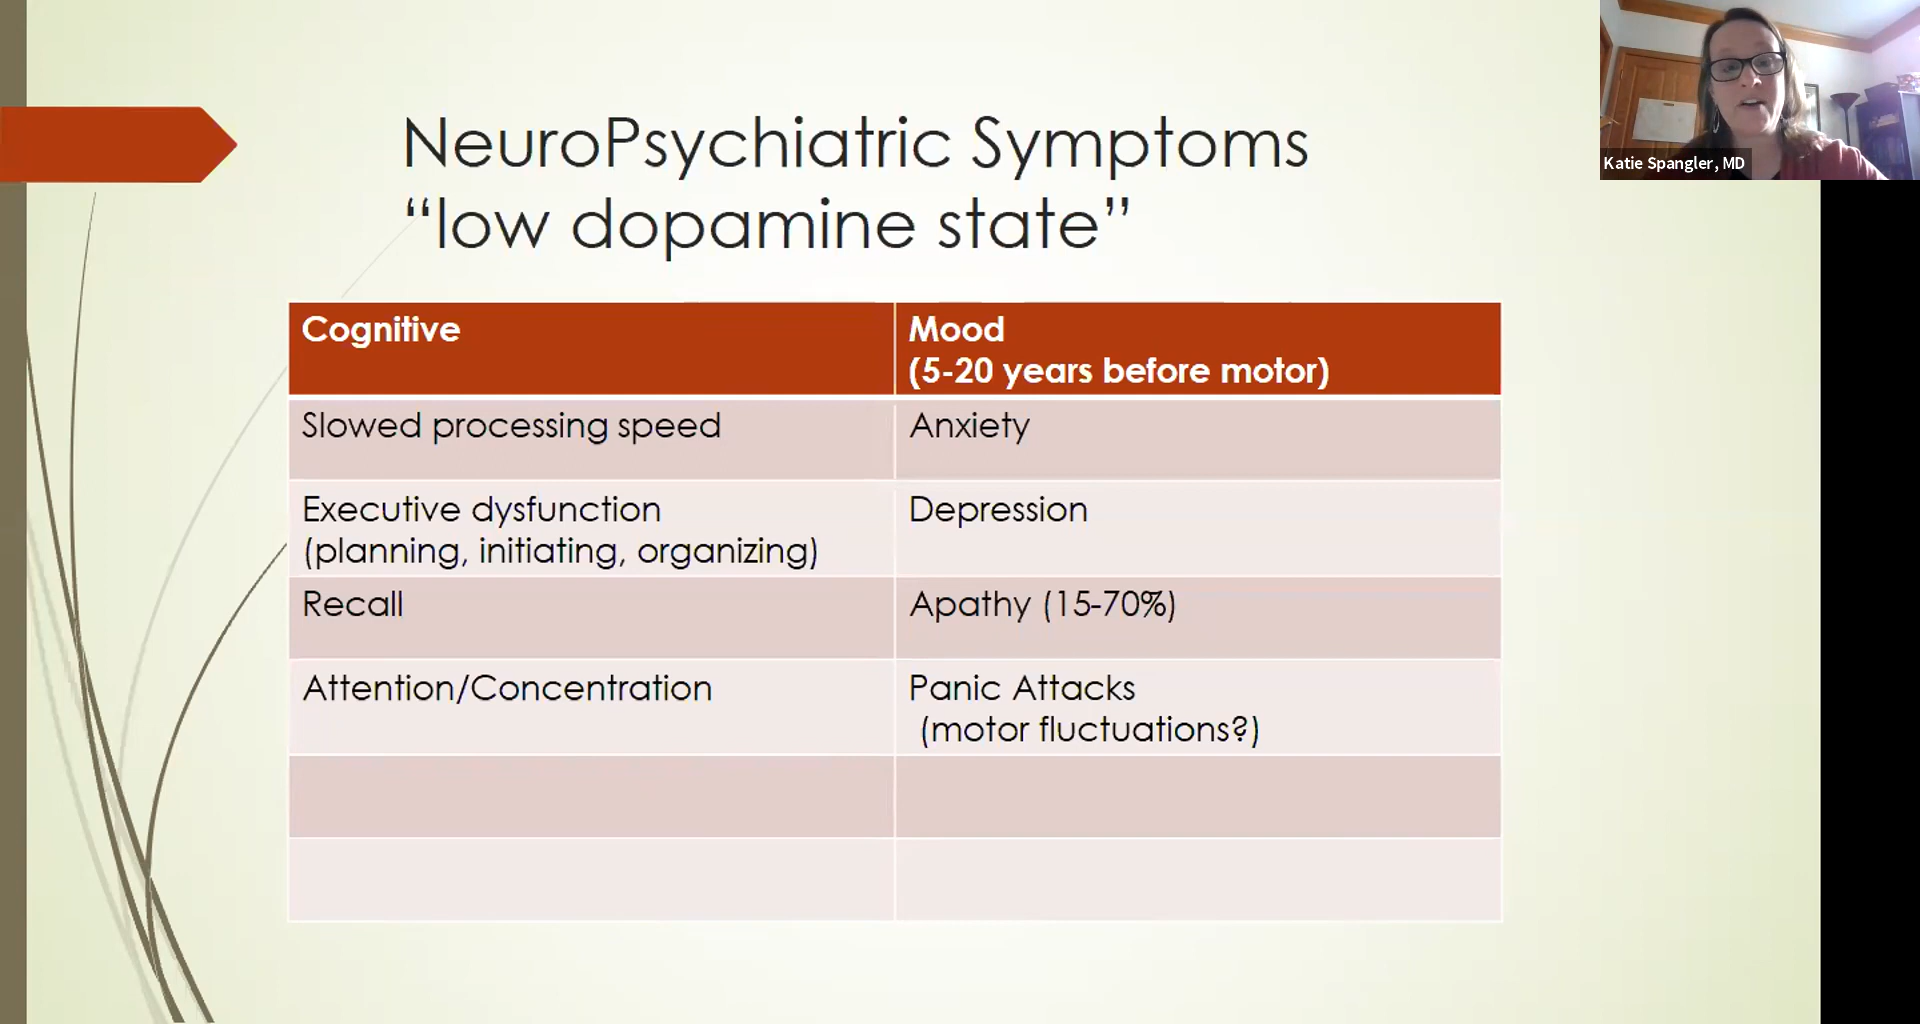 NeuroPsychiatric Symptoms
“low dopamine state”
Katie Spangler, MD
Cognitive
Mood
(5-20 years before motor)
Slowed processing speed
Anxiety
Executive dysfunction
(planning, initiating, organizing)
Depression
Recall
Apathy (15-70%)
Attention/Concentration
Panic Attacks
(motor fluctuations?)